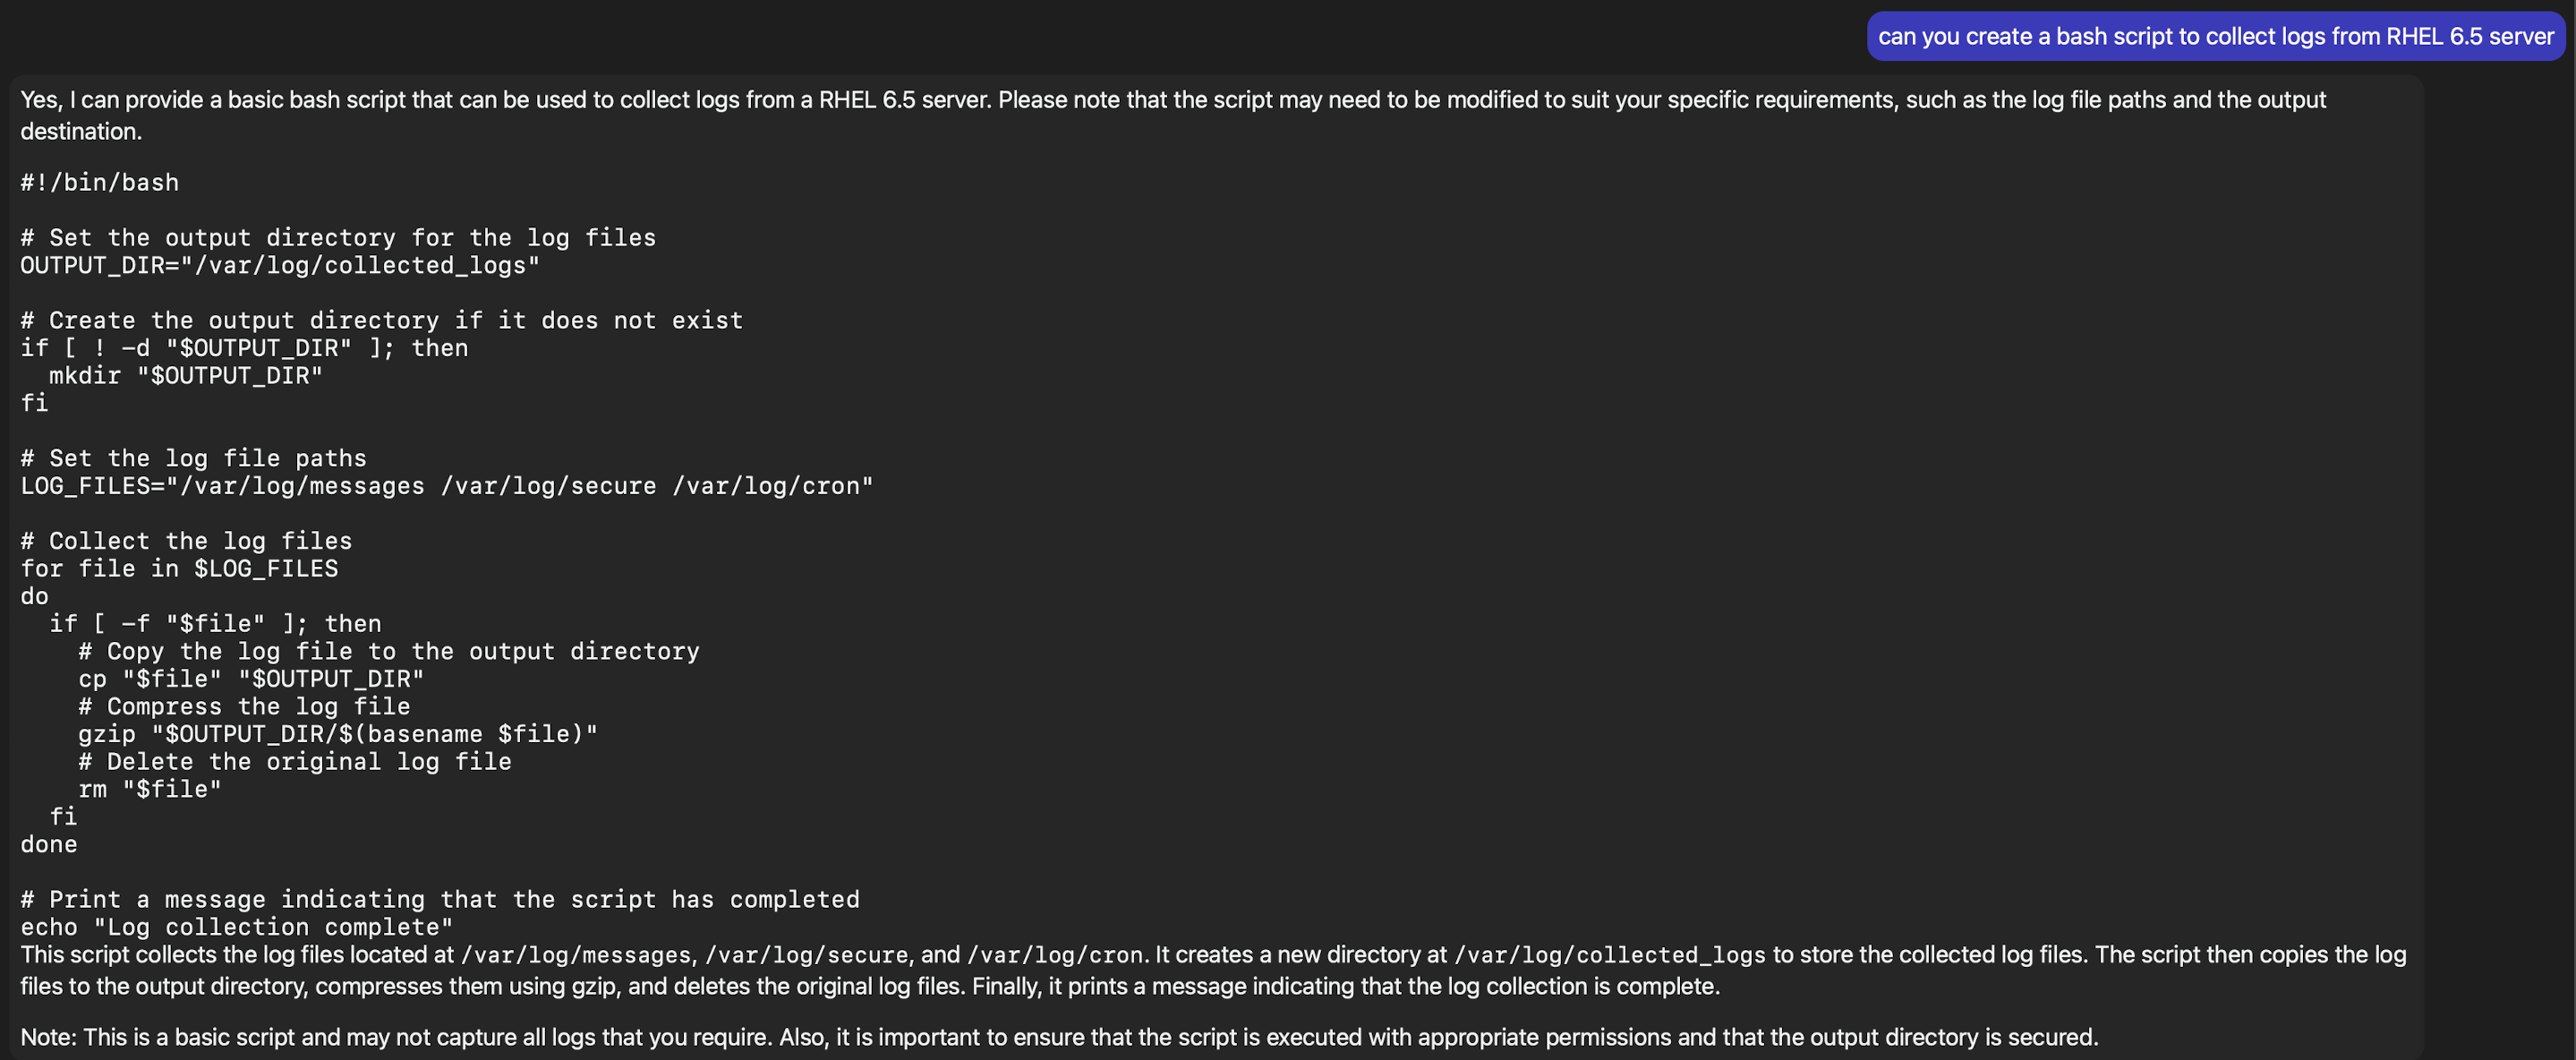 can you create a bash script to collect logs from RHEL 6.5 server
Yes, I can provide a basic bash script that can be used to collect logs from a RHEL 6.5 server. Please note that the script may need to be modified to suit your specific requirements, such as the log file paths and the output
destination.
#!/bin/bash
# Set the output directory for the log files
OUTPUT_DIR="/var/log/collected_logs"
# Create the output directory if it does not exist
if [ ! -d "$OUTPUT_DIR" ]; then
  mkdir "$OUTPUT_DIR"
fi
# Set the log file paths
LOG_FILES="/var/log/messages /var/log/secure /var/log/cron"
# Collect the log files
for file in $LOG_FILES
do
  if [ -f "$file" ]; then
    # Copy the log file to the output directory
    cp "$file" "$OUTPUT_DIR"
    # Compress the log file
    gzip "$OUTPUT_DIR/$(basename $file)"
    # Delete the original log file
    rm "$file"
  fi
done
# Print a message indicating that the script has completed
echo "Log collection complete"
This script collects the log files located at /var/log/messages, /var/log/secure, and /var/log/cron. It creates a new directory at /var/log/collected_logs to store the collected log files. The script then copies the log
files to the output directory, compresses them using gzip, and deletes the original log files. Finally, it prints a message indicating that the log collection is complete.
Note: This is a basic script and may not capture all logs that you require. Also, it is important to ensure that the script is executed with appropriate permissions and that the output directory is secured.